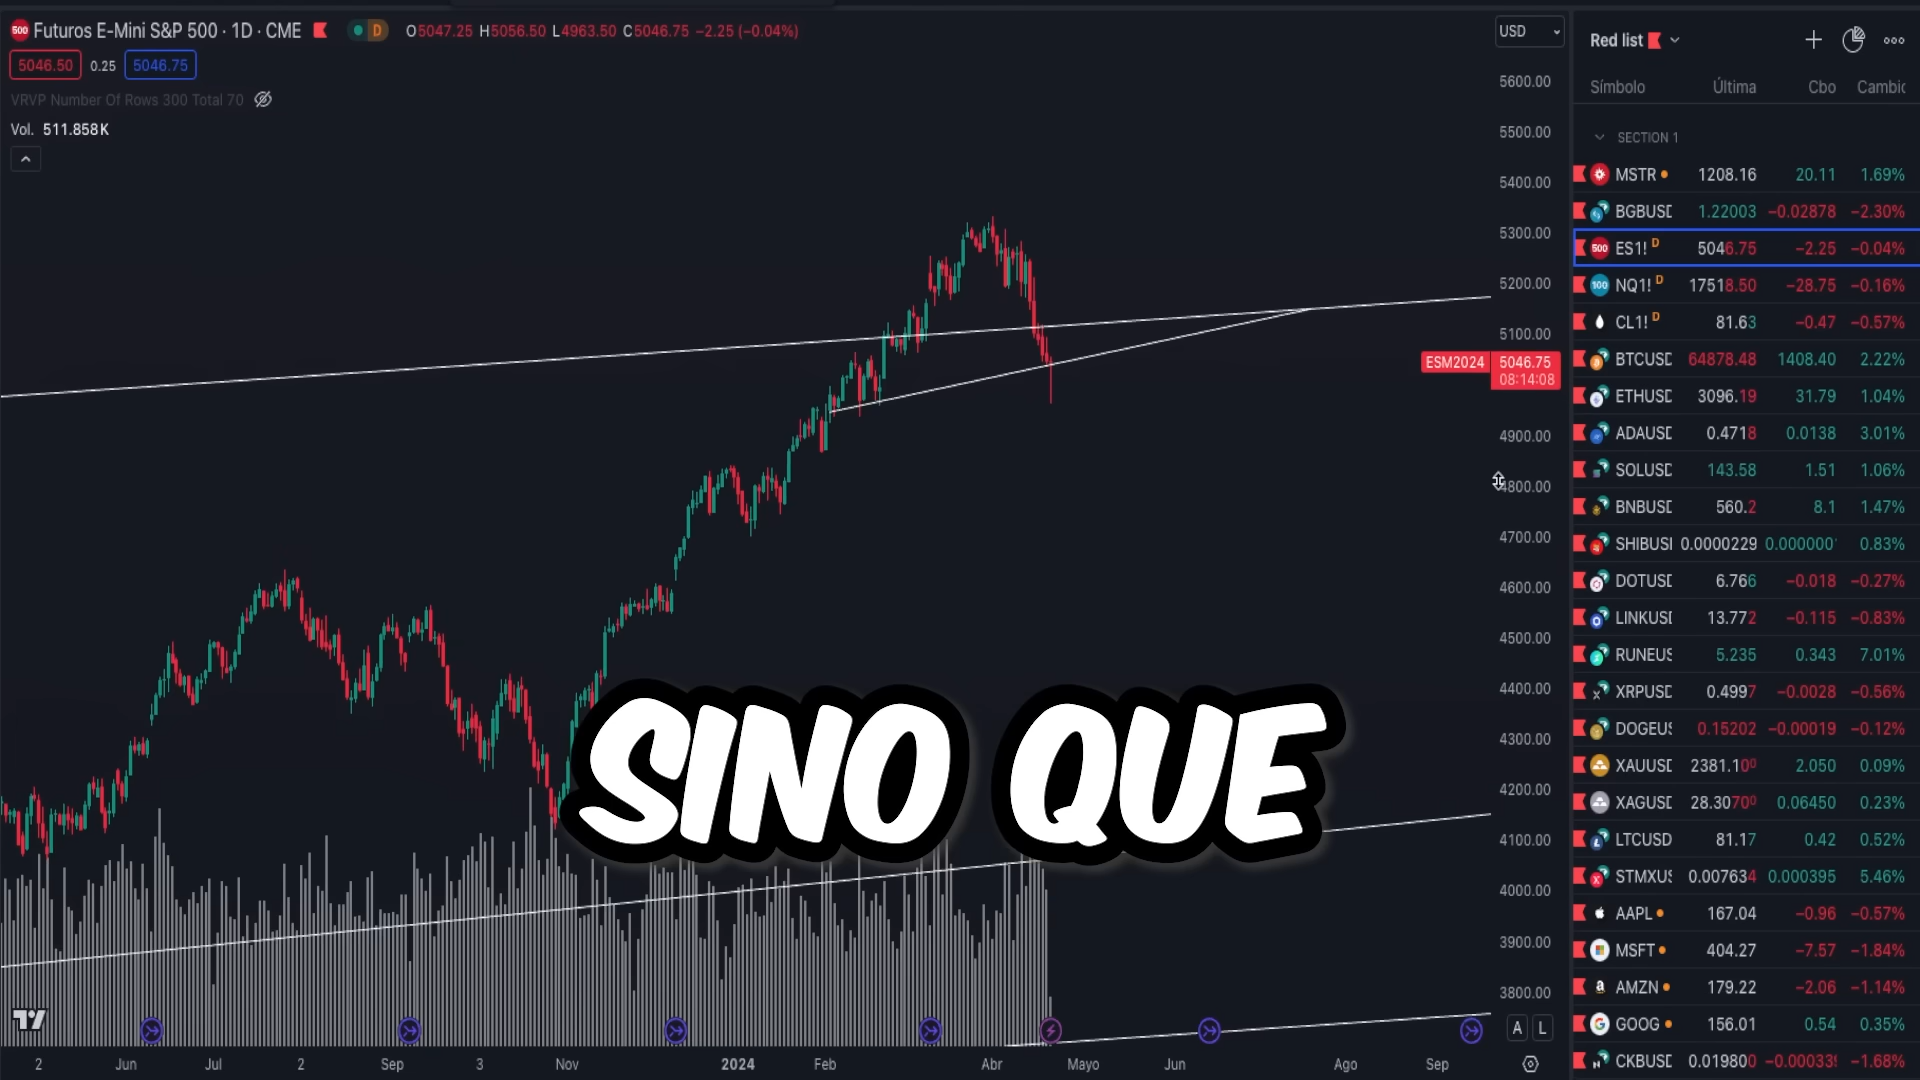 Futuros E-Mini S&P 500 · 1D · CME D O5047.25 H5056.50 L4963.50 C5046.75 −2.25 (−0.04%)
5046.50 0.25 5046.75
VRVP Number Of Rows 300 Total 70
Vol. 511.858K
USD
5600.00
5500.00
5400.00
5300.00
5200.00
5100.00
ESM2024 5046.75
08:14:08
4900.00
4800.00
4700.00
4600.00
4500.00
4400.00
4300.00
4200.00
4100.00
4000.00
3900.00
3800.00
SINO QUE
A L
2 Jun Jul 2 Sep 3 Nov 2024 Feb Abr Mayo Jun Ago Sep
Red list
Símbolo Última Cbo Cambic
SECTION 1
MSTR 1208.16 20.11 1.69%
BGBUSD 1.22003 −0.02878 −2.30%
500 ES1! D 5046.75 −2.25 −0.04%
100 NQ1! D 17518.50 −28.75 −0.16%
CL1! D 81.63 −0.47 −0.57%
BTCUSD 64878.48 1408.40 2.22%
ETHUSD 3096.19 31.79 1.04%
ADAUSD 0.4718 0.0138 3.01%
SOLUSD 143.58 1.51 1.06%
BNBUSD 560.2 8.1 1.47%
SHIBUSI 0.0000229 0.000000 0.83%
DOTUSD 6.766 −0.018 −0.27%
LINKUSD 13.772 −0.115 −0.83%
RUNEUS 5.235 0.343 7.01%
XRPUSD 0.4997 −0.0028 −0.56%
DOGEUS 0.15202 −0.00019 −0.12%
XAUUSD 2381.100 2.050 0.09%
XAGUSD 28.30700 0.06450 0.23%
LTCUSD 81.17 0.42 0.52%
STMXUS 0.007634 0.000395 5.46%
AAPL 167.04 −0.96 −0.57%
MSFT 404.27 −7.57 −1.84%
AMZN 179.22 −2.06 −1.14%
GOOG 156.01 0.54 0.35%
CKBUSD 0.019800 −0.000339 −1.68%